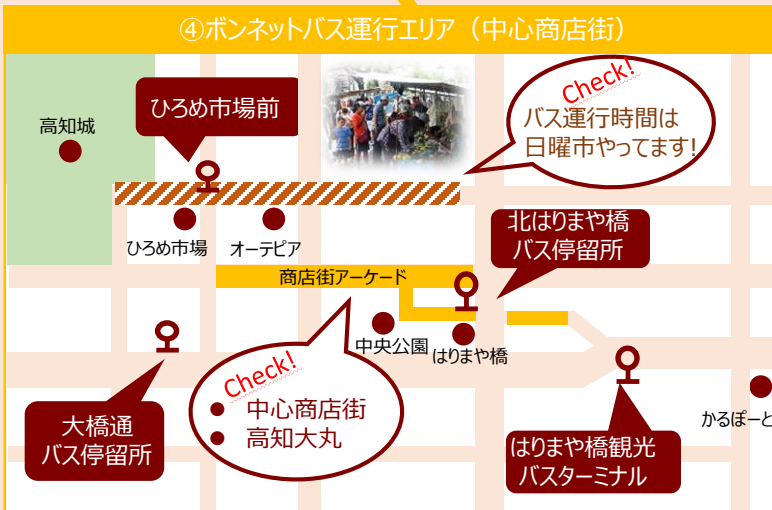 ④ボンネットバス運行エリア（中心商店街）
高知城
ひろめ市場前
Check!
バス運行時間は
日曜市やってます!
ひろめ市場
オーテピア
北はりまや橋
バス停留所
商店街アーケード
中央公園
はりまや橋
Check!
● 中心商店街
● 高知大丸
大橋通
バス停留所
はりまや橋観光
バスターミナル
かるぽーと